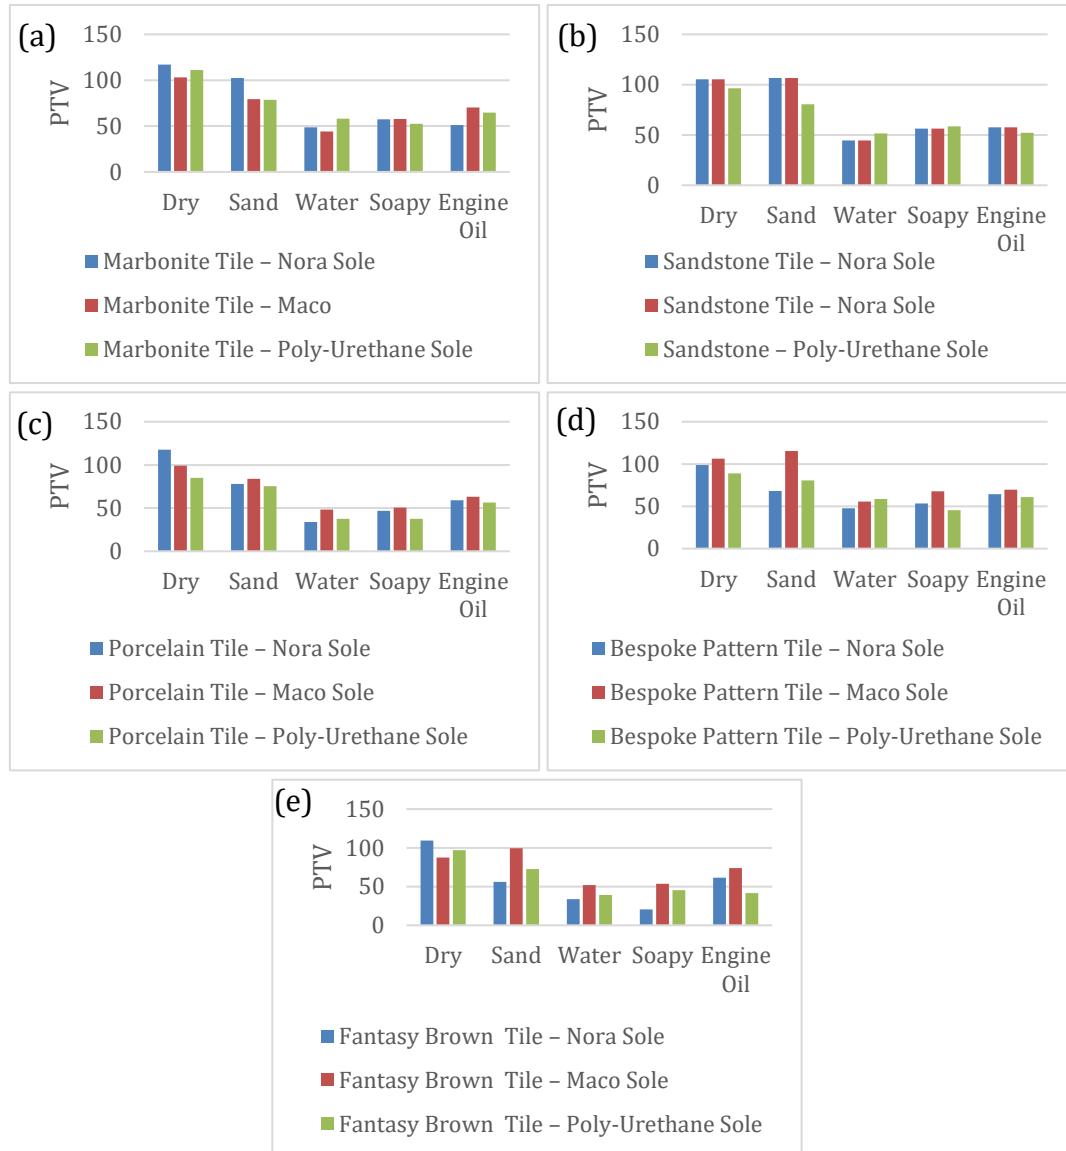 (a)
150
100
50
0
PTV
Dry Sand Water Soapy Engine
Oil
Marbonite Tile – Nora Sole
Marbonite Tile – Maco
Marbonite Tile – Poly-Urethane Sole
(b)
150
100
50
0
PTV
Dry Sand Water Soapy Engine
Oil
Sandstone Tile – Nora Sole
Sandstone Tile – Nora Sole
Sandstone – Poly-Urethane Sole
(c)
150
100
50
0
PTV
Dry Sand Water Soapy Engine
Oil
Porcelain Tile – Nora Sole
Porcelain Tile – Maco Sole
Porcelain Tile – Poly-Urethane Sole
(d)
150
100
50
0
PTV
Dry Sand Water Soapy Engine
Oil
Bespoke Pattern Tile – Nora Sole
Bespoke Pattern Tile – Maco Sole
Bespoke Pattern Tile – Poly-Urethane Sole
(e)
150
100
50
0
PTV
Dry Sand Water Soapy Engine
Oil
Fantasy Brown Tile – Nora Sole
Fantasy Brown Tile – Maco Sole
Fantasy Brown Tile – Poly-Urethane Sole